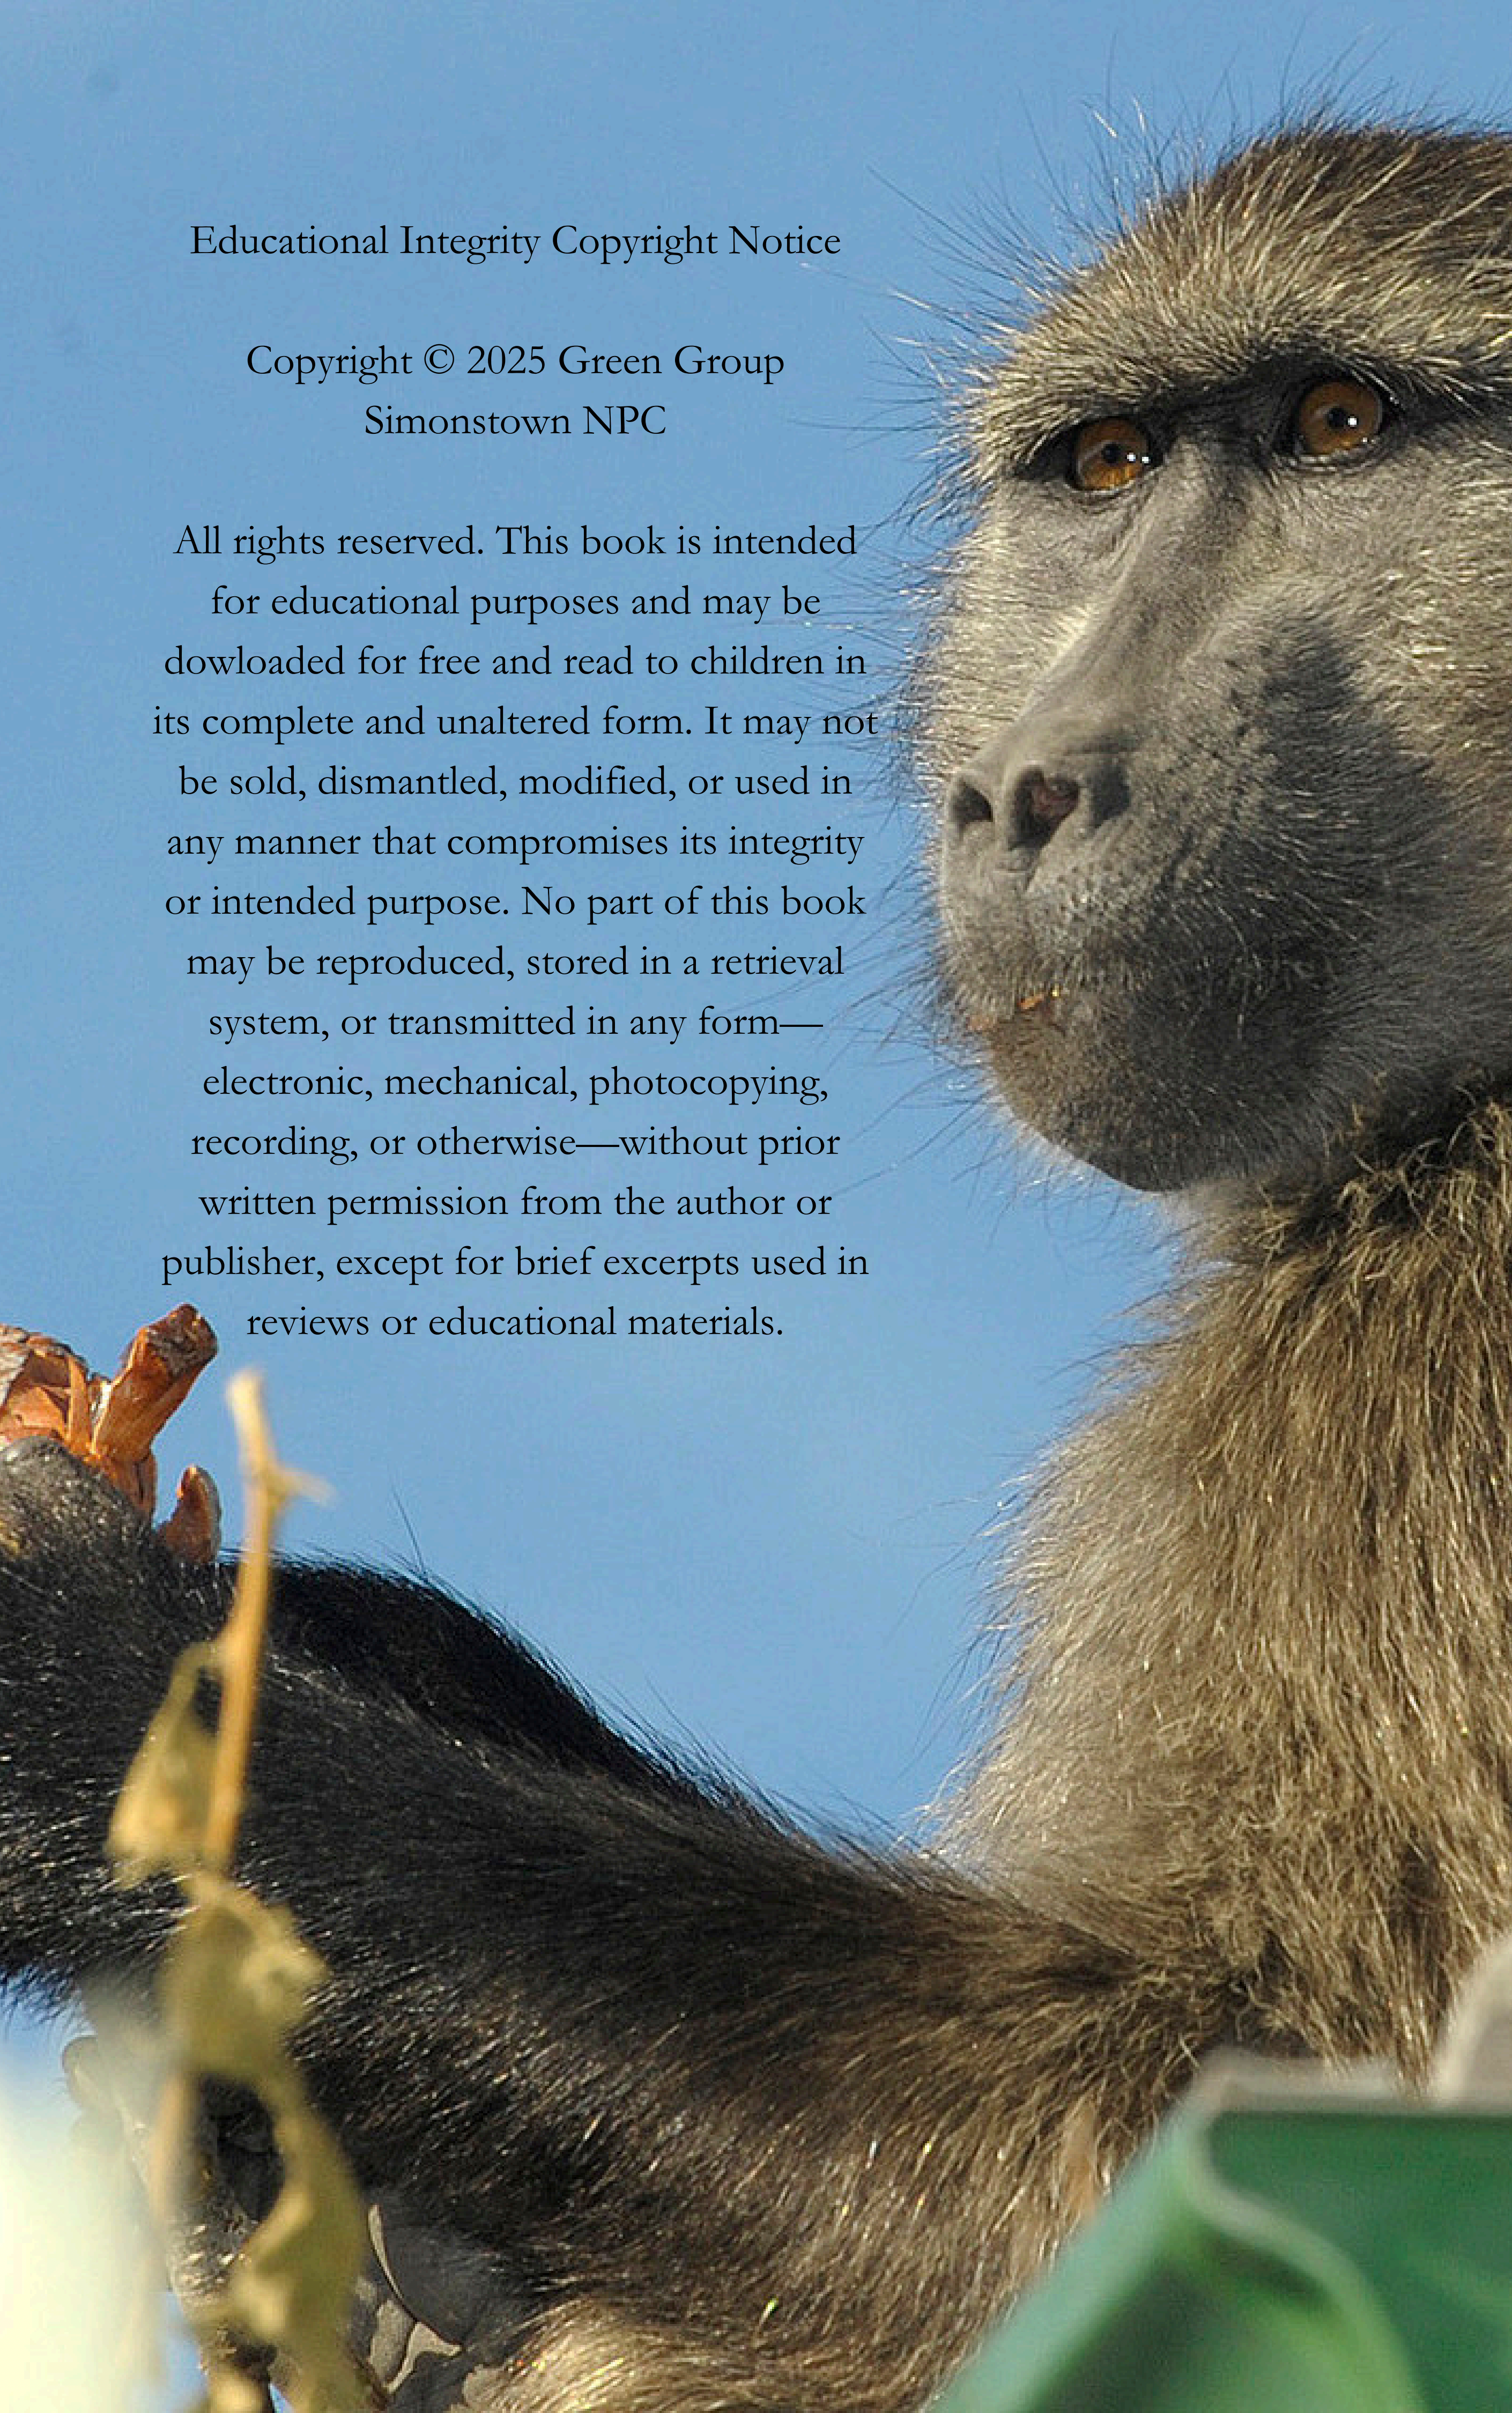 Educational Integrity Copyright Notice
Copyright © 2025 Green Group
Simonstown NPC
All rights reserved. This book is intended
for educational purposes and may be
dowloaded for free and read to children in
its complete and unaltered form. It may not
be sold, dismantled, modified, or used in
any manner that compromises its integrity
or intended purpose. No part of this book
may be reproduced, stored in a retrieval
system, or transmitted in any form—
electronic, mechanical, photocopying,
recording, or otherwise—without prior
written permission from the author or
publisher, except for brief excerpts used in
reviews or educational materials.